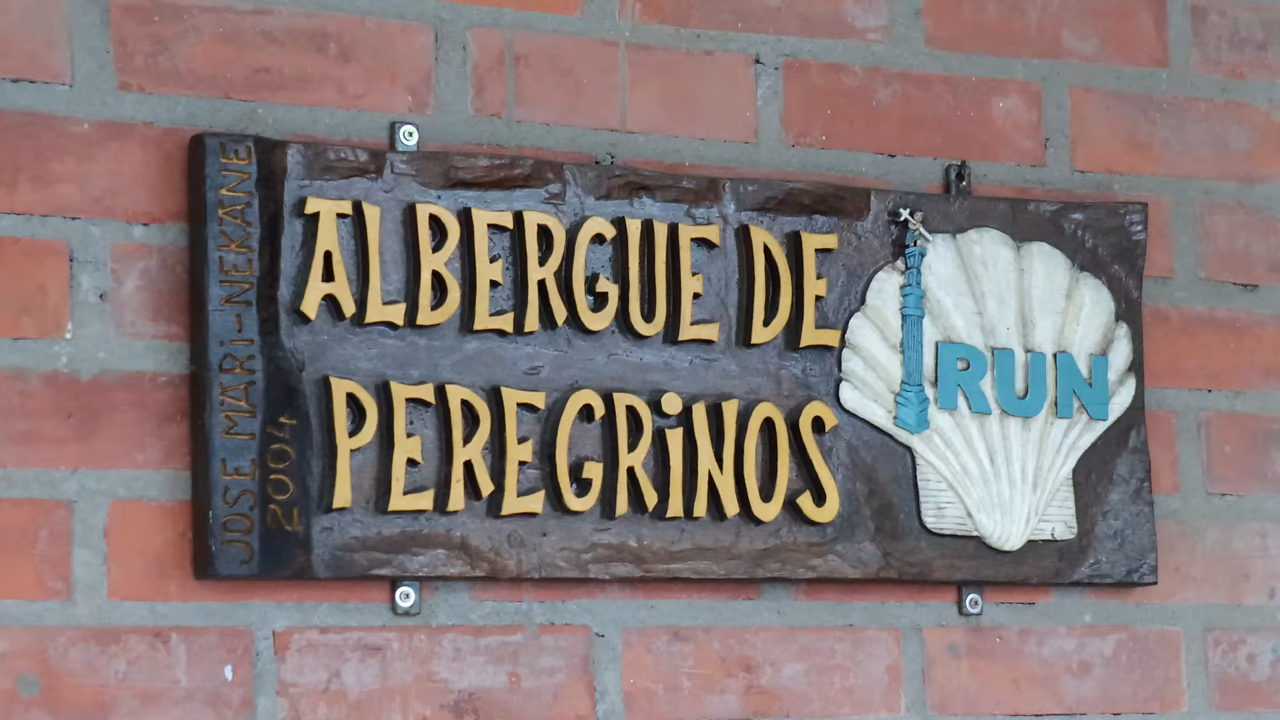 JOSE MARI-NEKANE
2004
ALBERGUE DE
PEREGRiNOS
IRUN